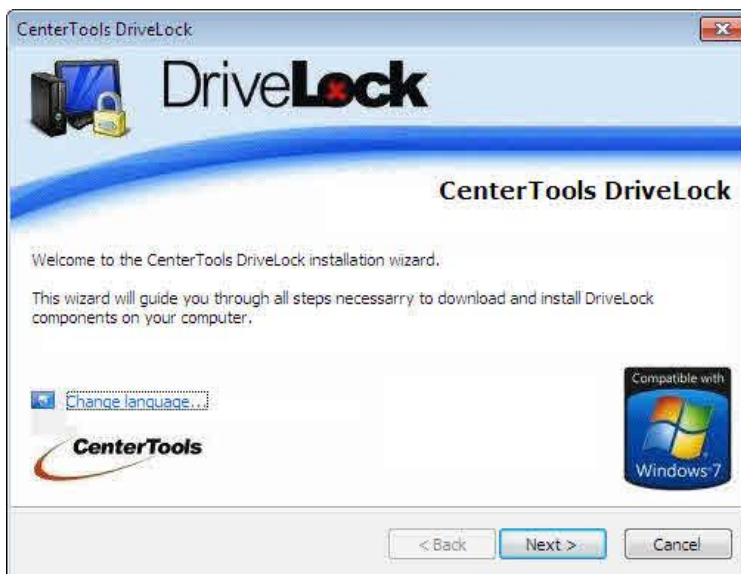 CenterTools DriveLock
DriveLock
CenterTools DriveLock
Welcome to the CenterTools DriveLock installation wizard.
This wizard will guide you through all steps necessarry to download and install DriveLock
components on your computer.
Change language...
CenterTools
Compatible with
Windows 7
< Back
Next >
Cancel